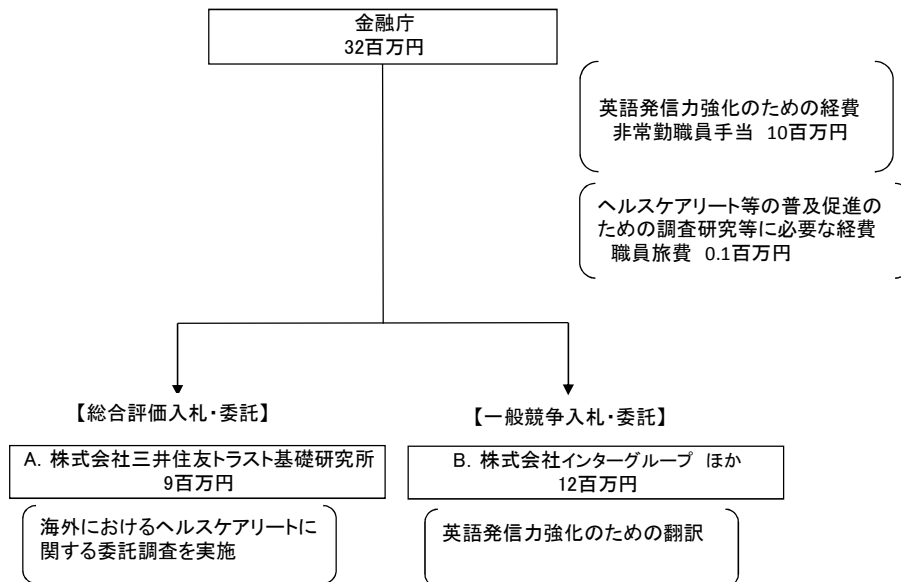 金融庁
32百万円
英語発信力強化のための経費
非常勤職員手当 10百万円
ヘルスケアリート等の普及促進の
ための調査研究等に必要な経費
職員旅費 0.1百万円
【総合評価入札・委託】
A. 株式会社三井住友トラスト基礎研究所
9百万円
海外におけるヘルスケアリートに
関する委託調査を実施
【一般競争入札・委託】
B. 株式会社インターグループ ほか
12百万円
英語発信力強化のための翻訳